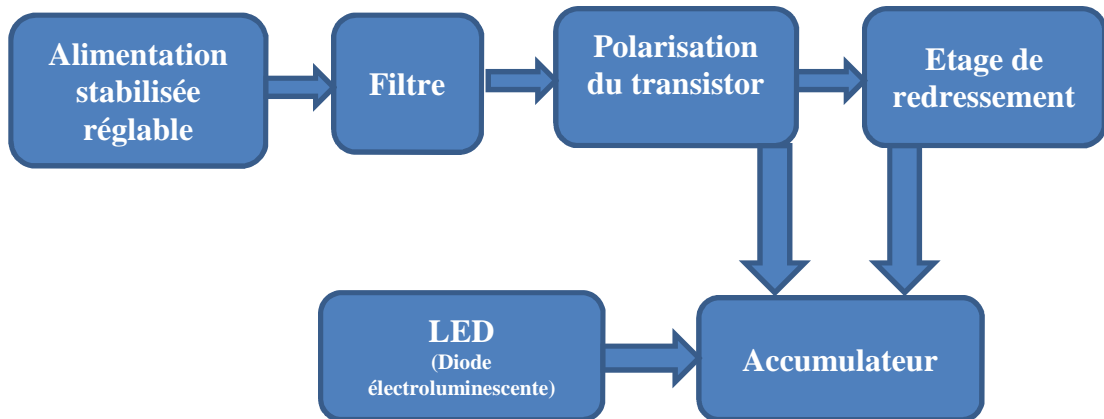 Alimentation
stabilisée
réglable
Filtre
Polarisation
du transistor
Etage de
redressement
LED
(Diode
électroluminescente)
Accumulateur